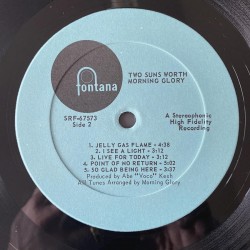 fontana
TWO SUNS WORTH
MORNING GLORY
SRF-67573
Side 2
A Stereophonic
High Fidelity
Recording
1. JELLY GAS FLAME • 4:38
2. I SEE A LIGHT • 3:12
3. LIVE FOR TODAY • 3:12
4. POINT OF NO RETURN • 5:02
5. SO GLAD BEING HERE • 5:37
Produced by Abe "Voco" Kesh
All Tunes Arranged by Morning Glory